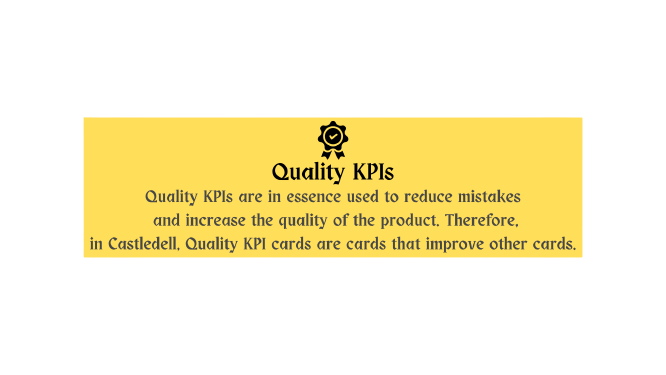 Quality KPIs
Quality KPIs are in essence used to reduce mistakes
and increase the quality of the product. Therefore,
in Castledell, Quality KPI cards are cards that improve other cards.